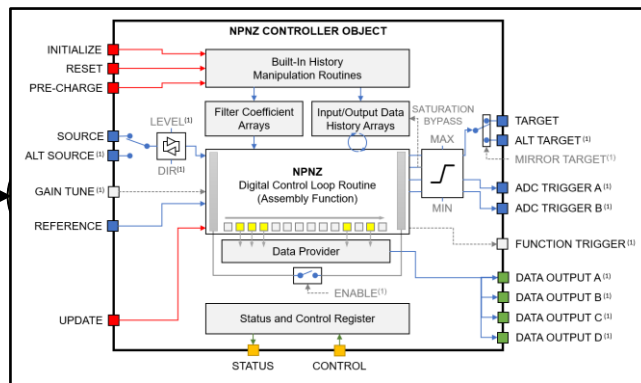 NPNZ CONTROLLER OBJECT
INITIALIZE
RESET
PRE-CHARGE
Built-In History
Manipulation Routines
Filter Coefficient
Arrays
Input/Output Data
History Arrays
SATURATION
BYPASS
LEVEL(1)
DIR(1)
SOURCE
ALT SOURCE(1)
GAIN TUNE(1)
REFERENCE
UPDATE
NPNZ
Digital Control Loop Routine
(Assembly Function)
MAX
MIN
TARGET
ALT TARGET(1)
MIRROR TARGET(1)
ADC TRIGGER A(1)
ADC TRIGGER B(1)
FUNCTION TRIGGER(1)
Data Provider
ENABLE(1)
DATA OUTPUT A(1)
DATA OUTPUT B(1)
DATA OUTPUT C(1)
DATA OUTPUT D(1)
Status and Control Register
STATUS
CONTROL